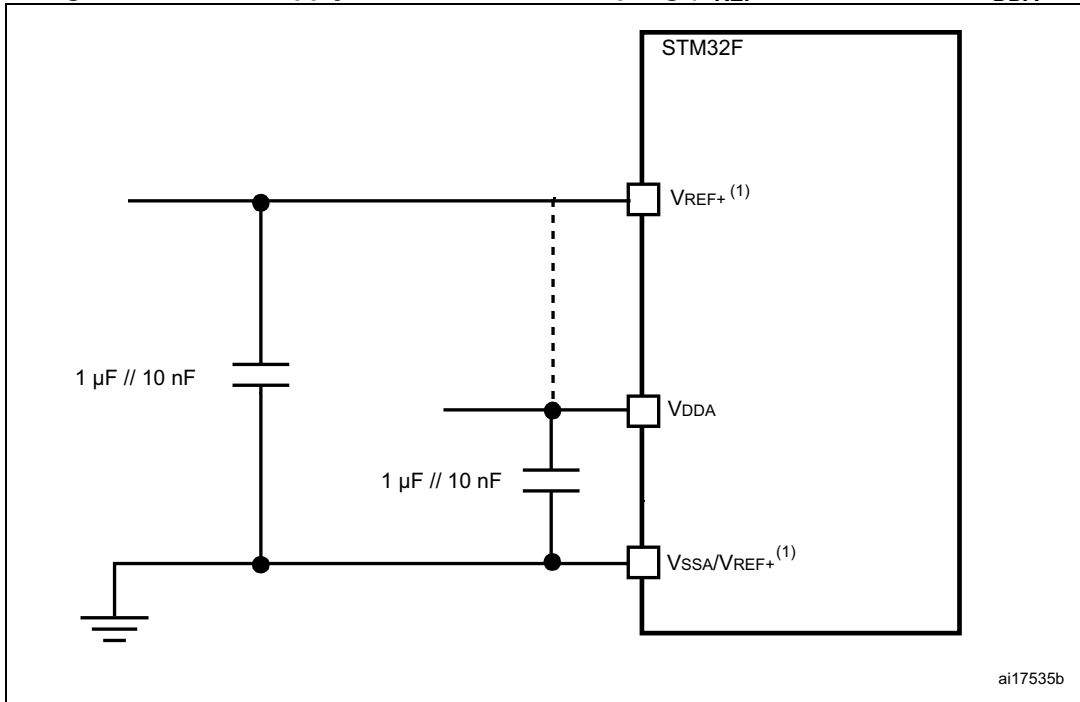 STM32F
VREF+ (1)
1 µF // 10 nF
VDDA
1 µF // 10 nF
VSSA/VREF+ (1)
ai17535b